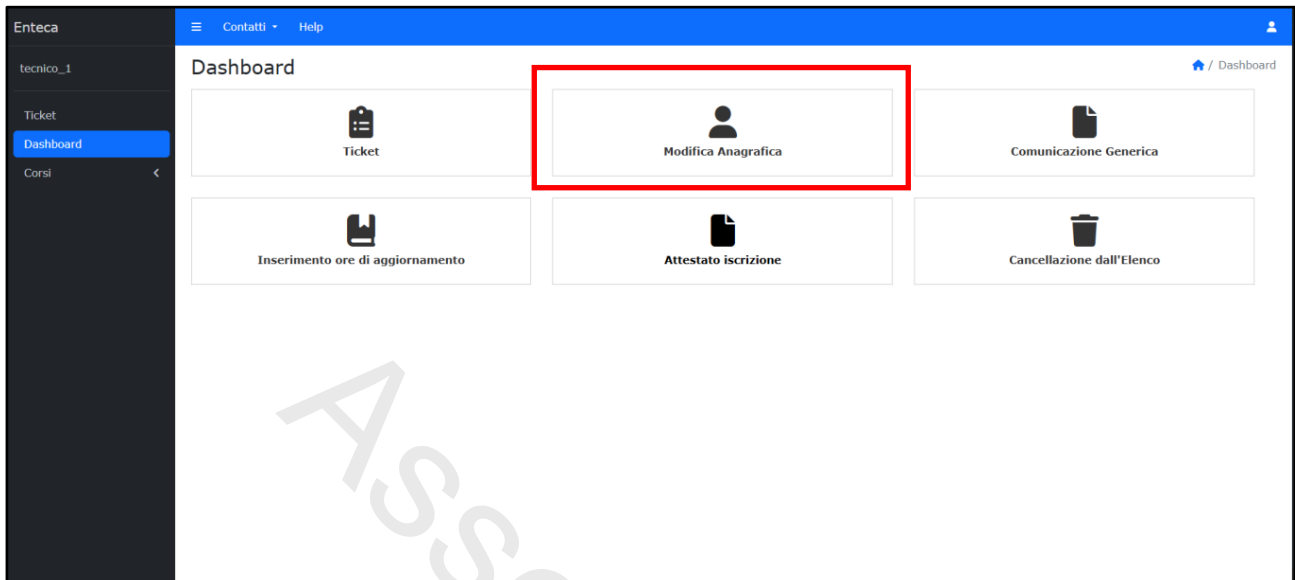 Enteca
Contatti Help
tecnico_1
Dashboard
/ Dashboard
Ticket
Dashboard
Corsi
Ticket
Modifica Anagrafica
Comunicazione Generica
Inserimento ore di aggiornamento
Attestato iscrizione
Cancellazione dall'Elenco